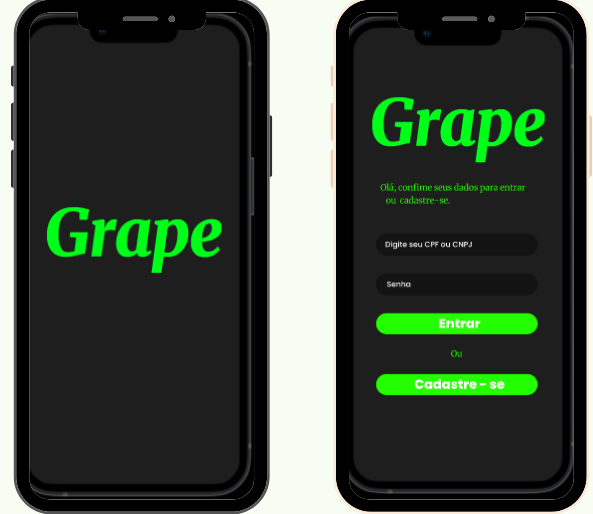 Grape
Grape
Olá, confime seus dados para entrar
ou cadastre-se.
Digite seu CPF ou CNPJ
Senha
Entrar
Ou
Cadastre - se